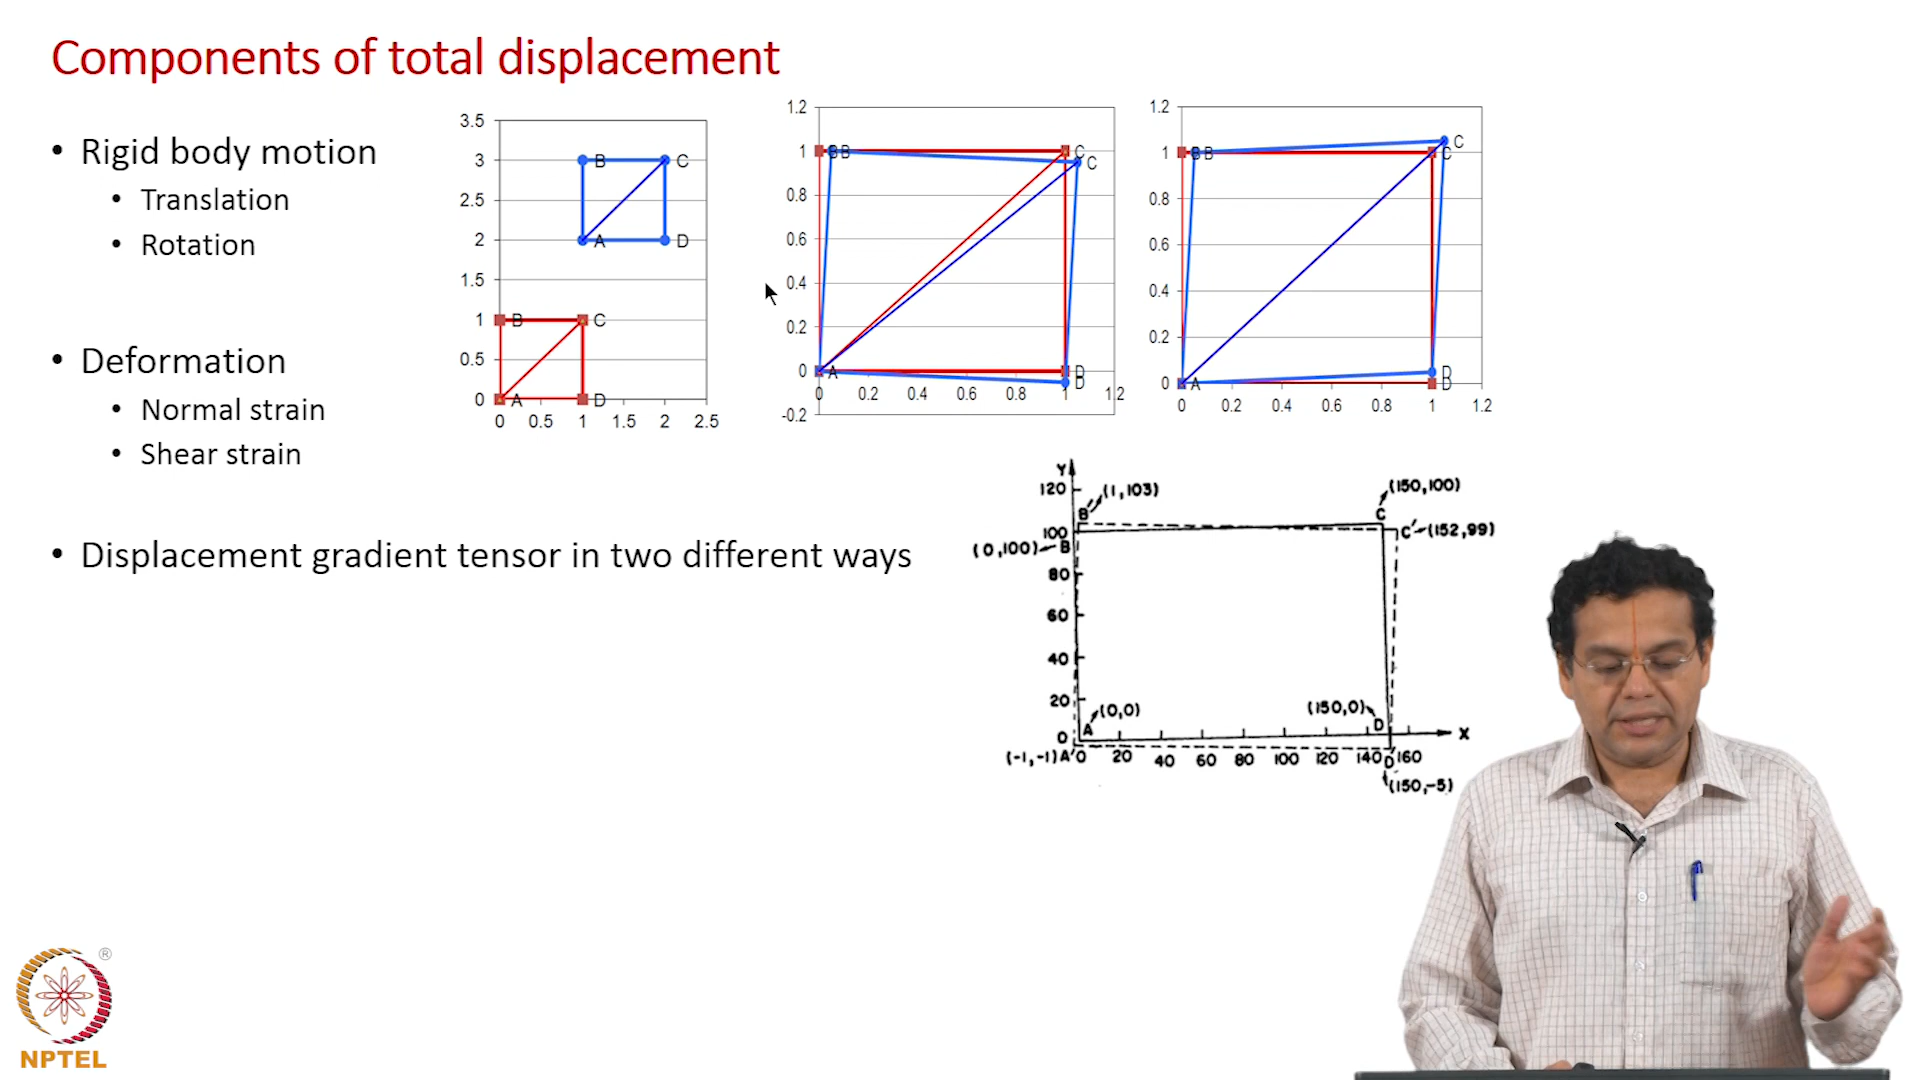 Components of total displacement
• Rigid body motion
• Translation
• Rotation
• Deformation
• Normal strain
• Shear strain
• Displacement gradient tensor in two different ways
3.5
3
2.5
2
1.5
1
0.5
0
0 0.5 1 1.5 2 2.5
B C
A D
B C
A D
1.2
1
0.8
0.6
0.4
0.2
0
-0.2
0 0.2 0.4 0.6 0.8 1 1.2
B B C
C
A D
D
1.2
1
0.8
0.6
0.4
0.2
0
0 0.2 0.4 0.6 0.8 1 1.2
B B C
C
A D
D
Y
120
100
80
60
40
20
0
B' (1,103)
(150,100)
C
C' (152,99)
(0,100) B
A (0,0)
(150,0) D
X
(-1,-1) A' 0 20 40 60 80 100 120 140 D' 160
(150,-5)
®
NPTEL